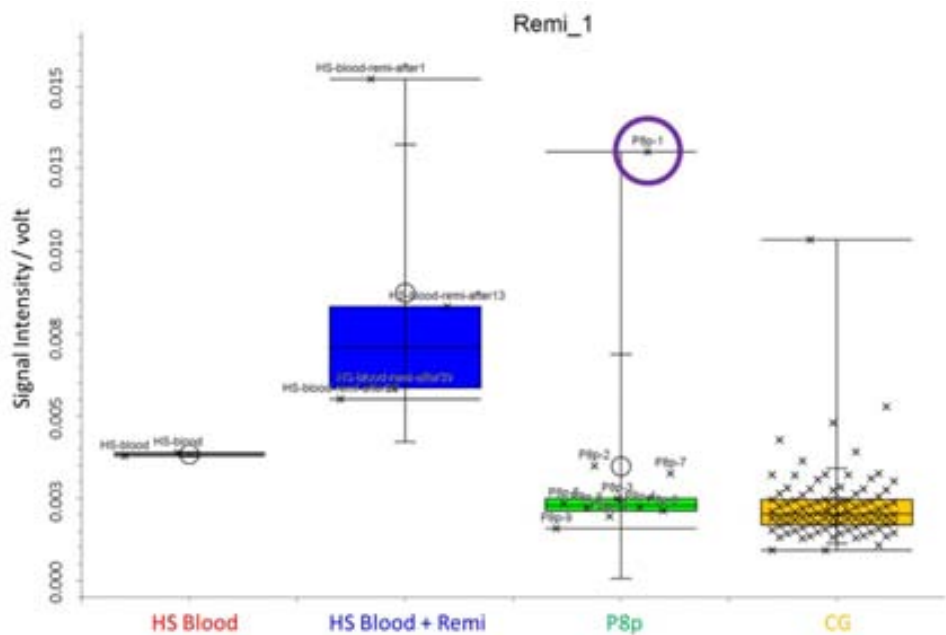 Remi_1
Signal Intensity / volt
0.015
0.013
0.010
0.008
0.005
0.003
0.000
HS-blood-remi-after1
P8p-1
HS-blood-remi-after13
HS-blood
HS-blood
P8p-2
P8p-7
P8p-3
P8p-9
HS Blood
HS Blood + Remi
P8p
CG